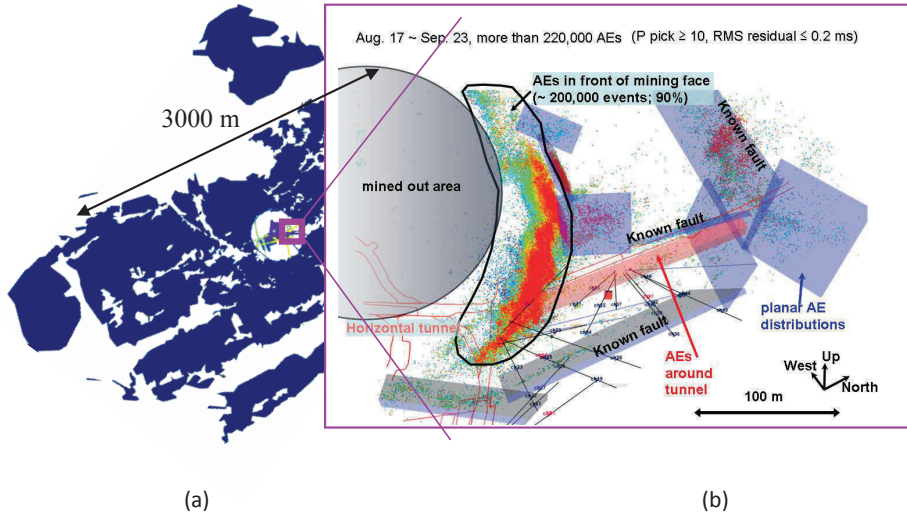 3000 m
Aug. 17 ~ Sep. 23, more than 220,000 AEs (P pick ≥ 10, RMS residual ≤ 0.2 ms)
AEs in front of mining face
(~ 200,000 events; 90%)
Known fault
mined out area
Known fault
Horizontal tunnel
Known fault
planar AE
distributions
AEs
around
tunnel
Up
West
North
100 m
(a)
(b)